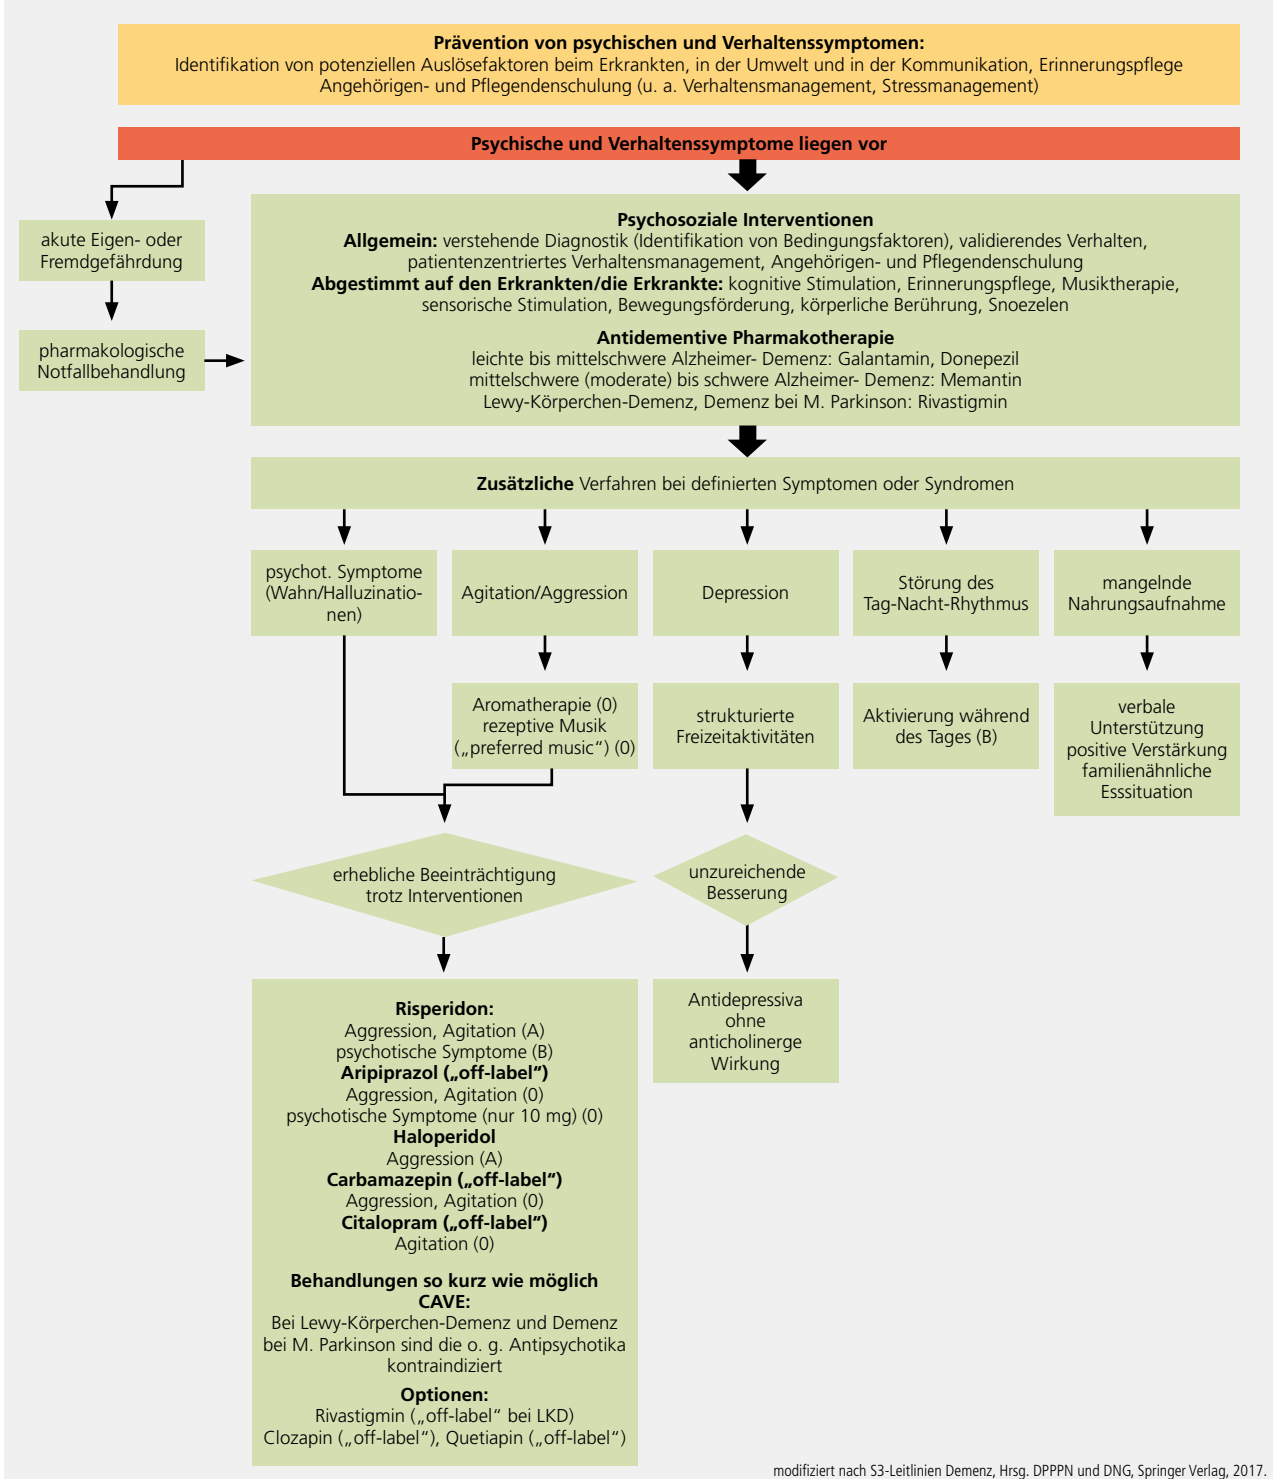 Prävention von psychischen und Verhaltenssymptomen:
Identifikation von potenziellen Auslösefaktoren beim Erkrankten, in der Umwelt und in der Kommunikation, Erinnerungspflege
Angehörigen- und Pflegendenschulung (u. a. Verhaltensmanagement, Stressmanagement)
Psychische und Verhaltenssymptome liegen vor
akute Eigen- oder
Fremdgefährdung
pharmakologische
Notfallbehandlung
Psychosoziale Interventionen
Allgemein: verstehende Diagnostik (Identifikation von Bedingungsfaktoren), validierendes Verhalten,
patientenzentriertes Verhaltensmanagement, Angehörigen- und Pflegendenschulung
Abgestimmt auf den Erkrankten/die Erkrankte: kognitive Stimulation, Erinnerungspflege, Musiktherapie,
sensorische Stimulation, Bewegungsförderung, körperliche Berührung, Snoezelen
Antidementive Pharmakotherapie
leichte bis mittelschwere Alzheimer- Demenz: Galantamin, Donepezil
mittelschwere (moderate) bis schwere Alzheimer- Demenz: Memantin
Lewy-Körperchen-Demenz, Demenz bei M. Parkinson: Rivastigmin
Zusätzliche Verfahren bei definierten Symptomen oder Syndromen
psychot. Symptome
(Wahn/Halluzinatio-
nen)
Agitation/Aggression
Depression
Störung des
Tag-Nacht-Rhythmus
mangelnde
Nahrungsaufnahme
Aromatherapie (0)
rezeptive Musik
(„preferred music“) (0)
strukturierte
Freizeitaktivitäten
Aktivierung während
des Tages (B)
verbale
Unterstützung
positive Verstärkung
familienähnliche
Esssituation
erhebliche Beeinträchtigung
trotz Interventionen
unzureichende
Besserung
Risperidon:
Aggression, Agitation (A)
psychotische Symptome (B)
Aripiprazol („off-label“)
Aggression, Agitation (0)
psychotische Symptome (nur 10 mg) (0)
Haloperidol
Aggression (A)
Carbamazepin („off-label“)
Aggression, Agitation (0)
Citalopram („off-label“)
Agitation (0)
Behandlungen so kurz wie möglich
CAVE:
Bei Lewy-Körperchen-Demenz und Demenz
bei M. Parkinson sind die o. g. Antipsychotika
kontraindiziert
Optionen:
Rivastigmin („off-label“ bei LKD)
Clozapin („off-label“), Quetiapin („off-label“)
Antidepressiva
ohne
anticholinerge
Wirkung
modifiziert nach S3-Leitlinien Demenz, Hrsg. DPPPN und DNG, Springer Verlag, 2017.